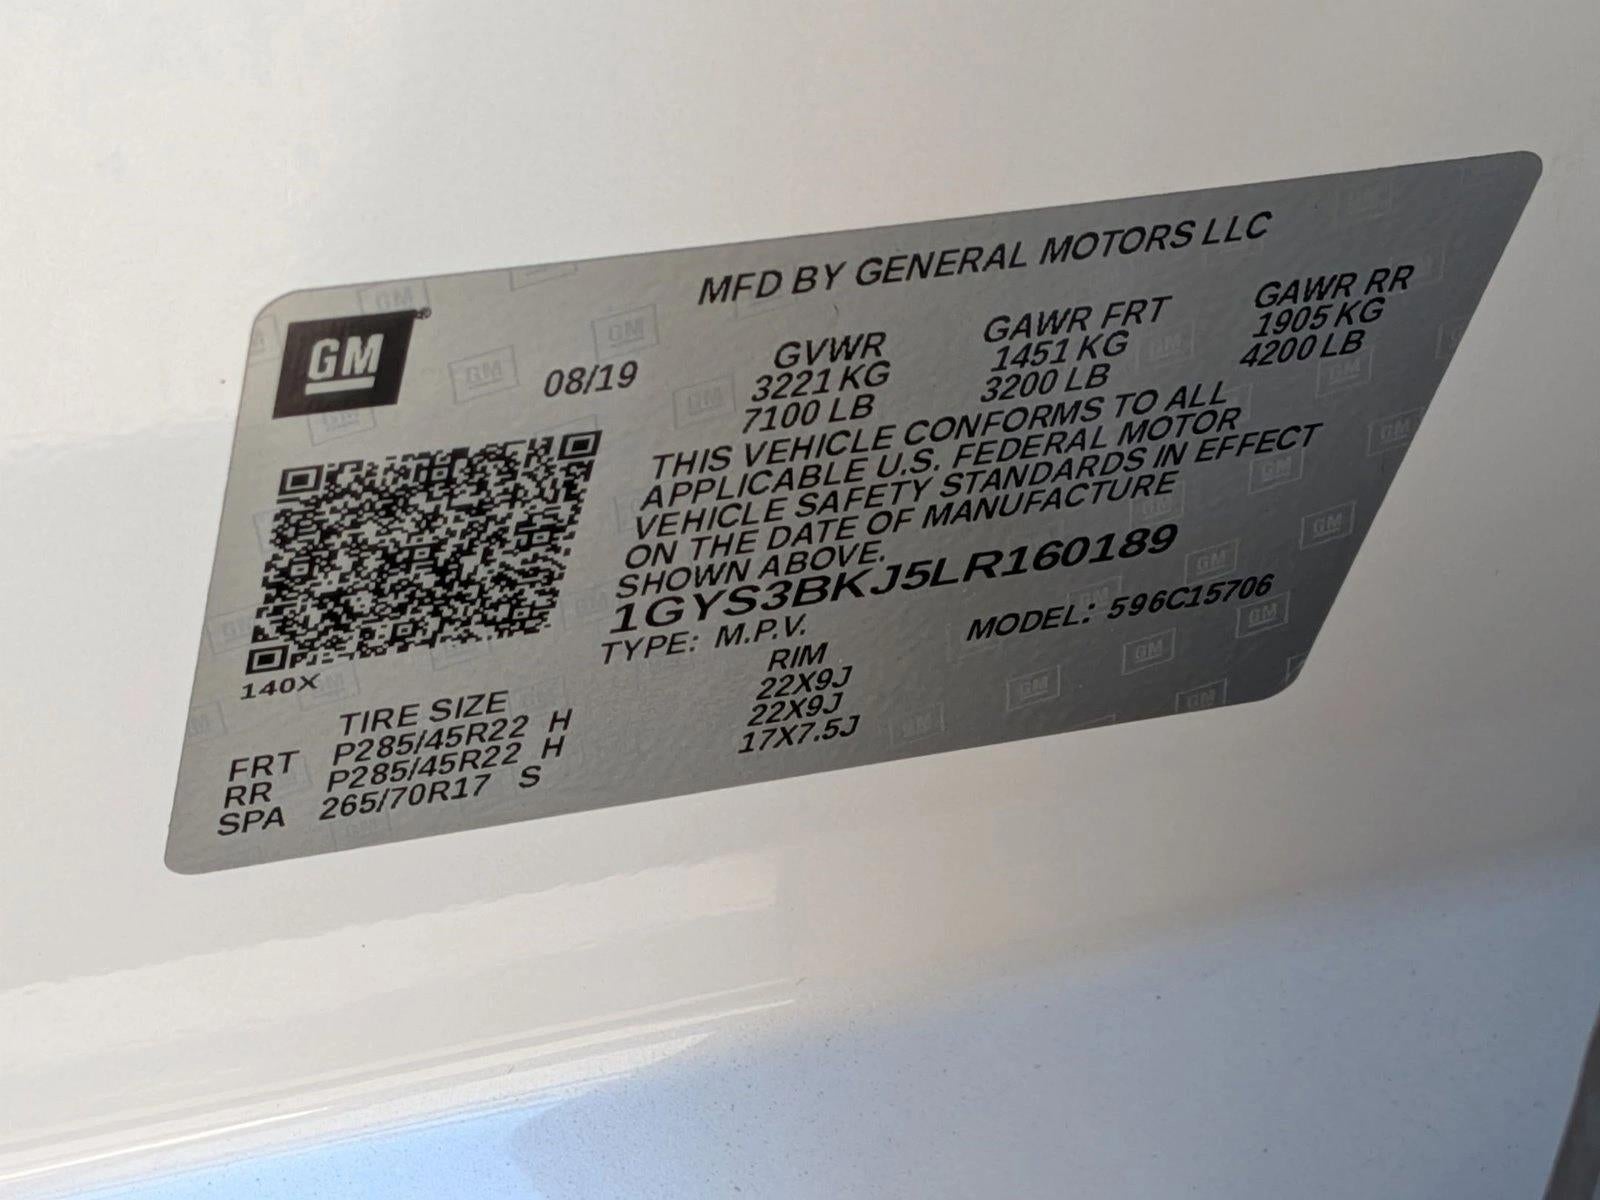 MFD BY GENERAL MOTORS LLC
GM ®
08/19 GVWR GAWR FRT GAWR RR
3221 KG 1451 KG 1905 KG
7100 LB 3200 LB 4200 LB
THIS VEHICLE CONFORMS TO ALL
APPLICABLE U.S. FEDERAL MOTOR
VEHICLE SAFETY STANDARDS IN EFFECT
ON THE DATE OF MANUFACTURE
SHOWN ABOVE.
1GYS3BKJ5LR160189
TYPE: M.P.V. MODEL: 596C15706
140X
TIRE SIZE RIM
FRT P285/45R22 H 22X9J
RR P285/45R22 H 22X9J
SPA 265/70R17 S 17X7.5J